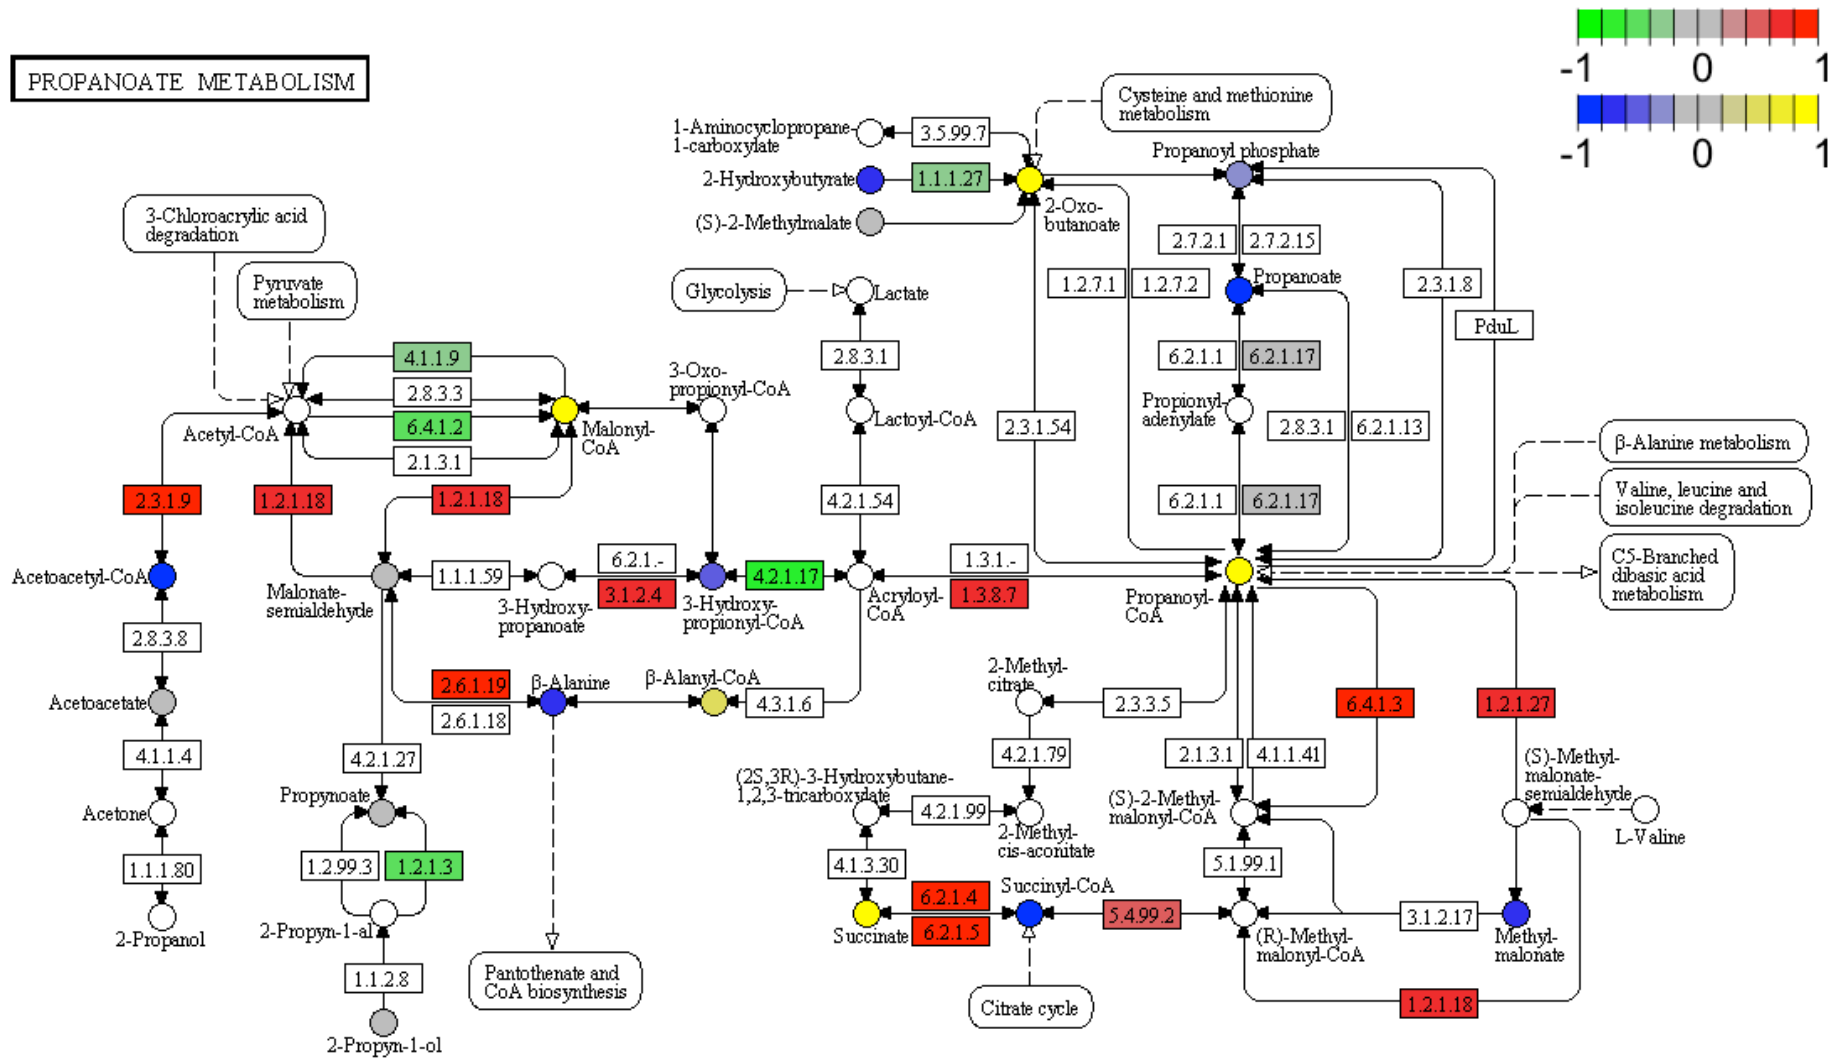 PROPANOATE METABOLISM
-1 0 1
-1 0 1
Cysteine and methionine
metabolism
1-Aminocyclopropane
1-carboxylate
3.5.99.7
Propanoyl phosphate
2-Hydroxybutyrate
1.1.1.27
(S)-2-Methylmalate
2-Oxo-
butanoate
3-Chloroacrylic acid
degradation
2.7.2.1
2.7.2.15
Pyruvate
metabolism
Glycolysis
Lactate
1.2.7.1
1.2.7.2
Propanoate
2.3.1.8
PduL
4.1.1.9
2.8.3.1
6.2.1.1
6.2.1.17
3-Oxo-
propionyl-CoA
2.8.3.3
Acetyl-CoA
6.4.1.2
Malonyl-
CoA
Lactoyl-CoA
2.3.1.54
Propionyl-
adenylate
2.8.3.1
6.2.1.13
2.1.3.1
β-Alanine metabolism
2.3.1.9
1.2.1.18
1.2.1.18
4.2.1.54
6.2.1.1
6.2.1.17
Valine, leucine and
isoleucine degradation
Acetoacetyl-CoA
Malonate-
semialdehyde
1.1.1.59
6.2.1.-
3.1.2.4
4.2.1.17
1.3.1.-
1.3.8.7
C5-Branched
dibasic acid
metabolism
3-Hydroxy-
propanoate
3-Hydroxy-
propionyl-CoA
Acryloyl-
CoA
Propanoyl-
CoA
2.8.3.8
2.6.1.19
2.6.1.18
β-Alanine
β-Alanyl-CoA
4.3.1.6
2-Methyl-
citrate
2.3.3.5
6.4.1.3
1.2.1.27
Acetoacetate
4.1.1.4
4.2.1.27
4.2.1.79
2.1.3.1
4.1.1.41
(S)-Methyl-
malonate-
semialdehyde
Propynoate
(2S,3R)-3-Hydroxybutane-
1,2,3-tricarboxylate
4.2.1.99
(S)-2-Methyl-
malonyl-CoA
Acetone
L-Valine
2-Methyl-
cis-aconitate
1.1.1.80
1.2.99.3
1.2.1.3
4.1.3.30
5.1.99.1
6.2.1.4
6.2.1.5
Succinyl-CoA
5.4.99.2
3.1.2.17
2-Propanol
2-Propyn-1-al
Succinate
(R)-Methyl-
malonyl-CoA
Methyl-
malonate
1.1.2.8
Pantothenate and
CoA biosynthesis
Citrate cycle
1.2.1.18
2-Propyn-1-ol